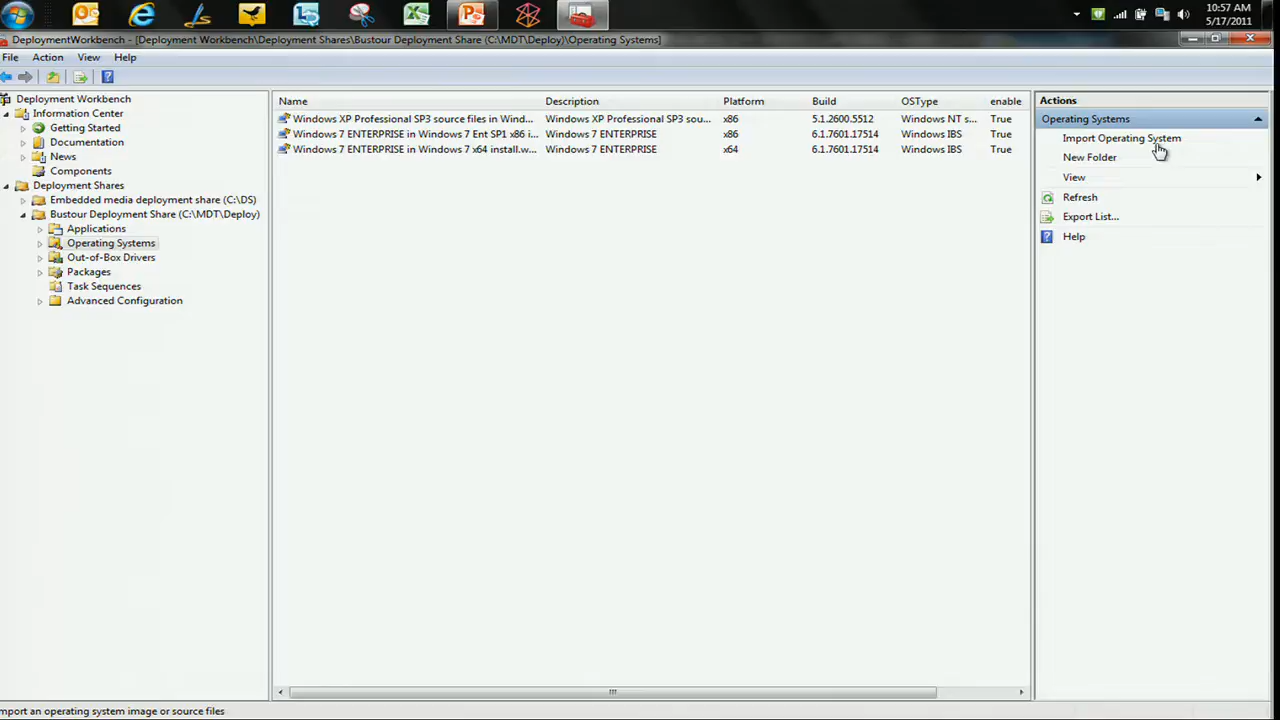 10:57 AM
5/17/2011
DeploymentWorkbench - [Deployment Workbench\Deployment Shares\Bustour Deployment Share (C:\MDT\Deploy)\Operating Systems]
File Action View Help
Deployment Workbench
Information Center
Getting Started
Documentation
News
Components
Deployment Shares
Embedded media deployment share (C:\DS)
Bustour Deployment Share (C:\MDT\Deploy)
Applications
Operating Systems
Out-of-Box Drivers
Packages
Task Sequences
Advanced Configuration
Name Description Platform Build OSType enable
Windows XP Professional SP3 source files in Wind... Windows XP Professional SP3 sou... x86 5.1.2600.5512 Windows NT s... True
Windows 7 ENTERPRISE in Windows 7 Ent SP1 x86 i... Windows 7 ENTERPRISE x86 6.1.7601.17514 Windows IBS True
Windows 7 ENTERPRISE in Windows 7 x64 install.w... Windows 7 ENTERPRISE x64 6.1.7601.17514 Windows IBS True
Actions
Operating Systems
Import Operating System
New Folder
View
Refresh
Export List...
Help
mport an operating system image or source files